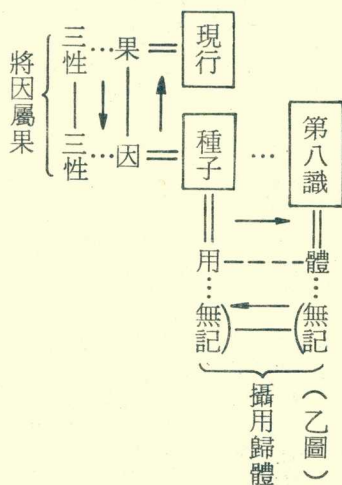 (乙圖)
第八識
體
(無記)
攝用歸體
種子
用
無記)
現行
果
因
三性
三性
將因屬果